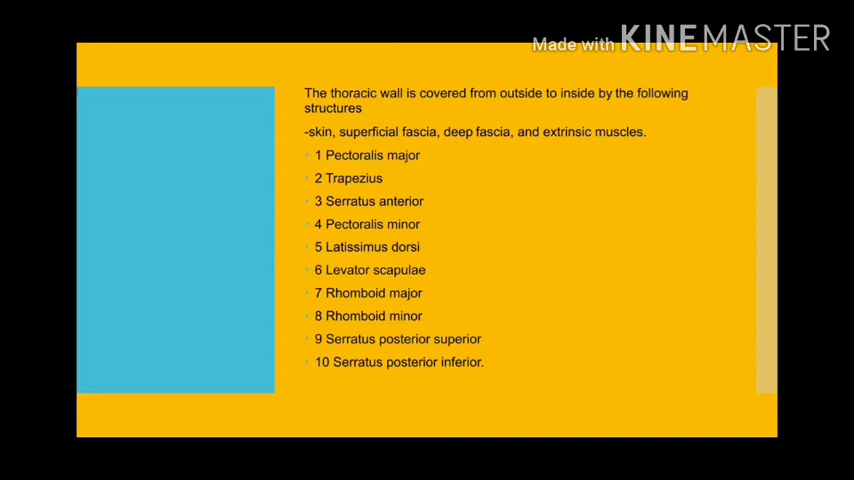 Made with KINEMASTER
The thoracic wall is covered from outside to inside by the following
structures
-skin, superficial fascia, deep fascia, and extrinsic muscles.
1 Pectoralis major
2 Trapezius
3 Serratus anterior
4 Pectoralis minor
5 Latissimus dorsi
6 Levator scapulae
7 Rhomboid major
8 Rhomboid minor
9 Serratus posterior superior
10 Serratus posterior inferior.